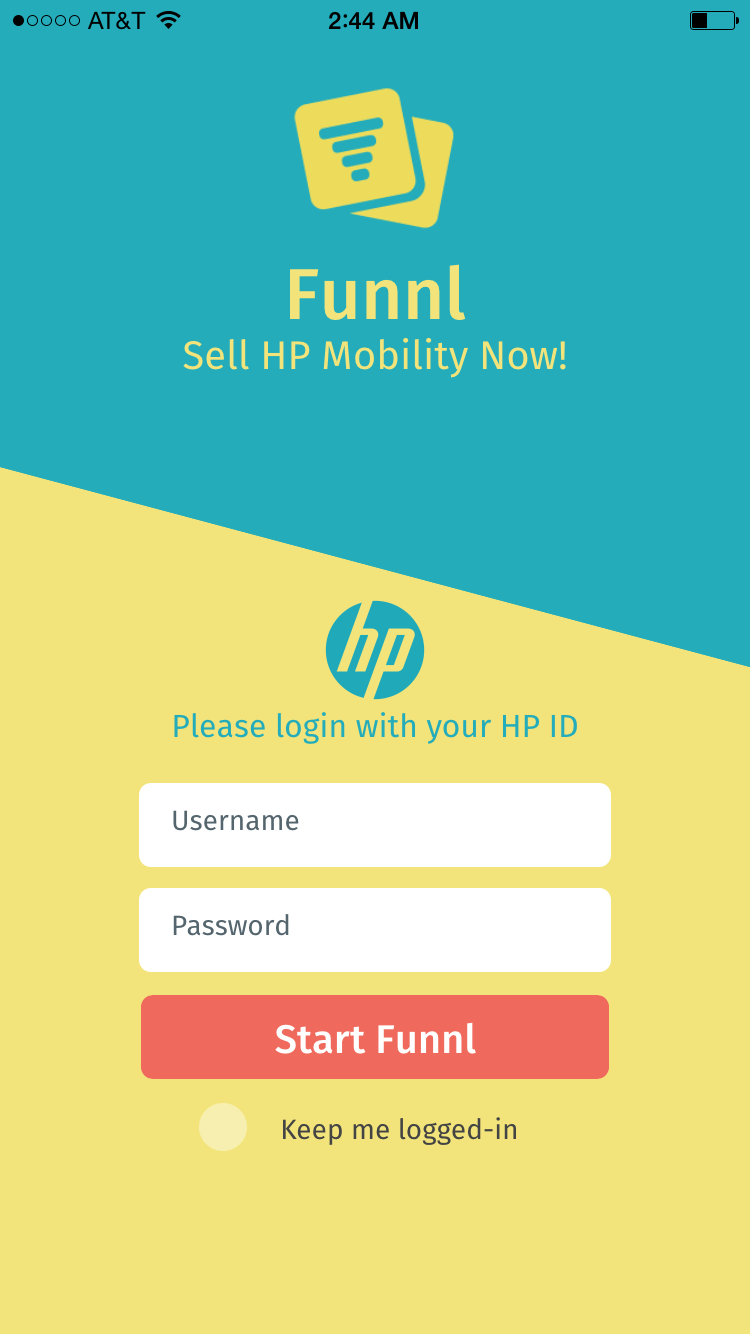 AT&T 2:44 AM
Funnl
Sell HP Mobility Now!
hp
Please login with your HP ID
Username
Password
Start Funnl
Keep me logged-in